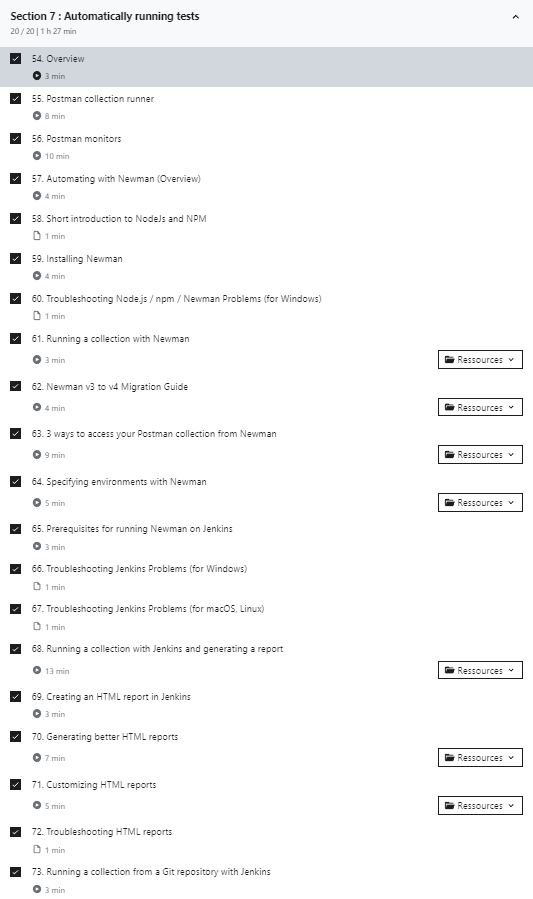 Section 7 : Automatically running tests
20 / 20 | 1 h 27 min
54. Overview
3 min
55. Postman collection runner
8 min
56. Postman monitors
10 min
57. Automating with Newman (Overview)
4 min
58. Short introduction to NodeJs and NPM
1 min
59. Installing Newman
4 min
60. Troubleshooting Node.js / npm / Newman Problems (for Windows)
1 min
61. Running a collection with Newman
3 min Ressources
62. Newman v3 to v4 Migration Guide
4 min Ressources
63. 3 ways to access your Postman collection from Newman
9 min Ressources
64. Specifying environments with Newman
5 min Ressources
65. Prerequisites for running Newman on Jenkins
3 min
66. Troubleshooting Jenkins Problems (for Windows)
1 min
67. Troubleshooting Jenkins Problems (for macOS, Linux)
1 min
68. Running a collection with Jenkins and generating a report
13 min Ressources
69. Creating an HTML report in Jenkins
3 min
70. Generating better HTML reports
7 min Ressources
71. Customizing HTML reports
5 min Ressources
72. Troubleshooting HTML reports
1 min
73. Running a collection from a Git repository with Jenkins
3 min